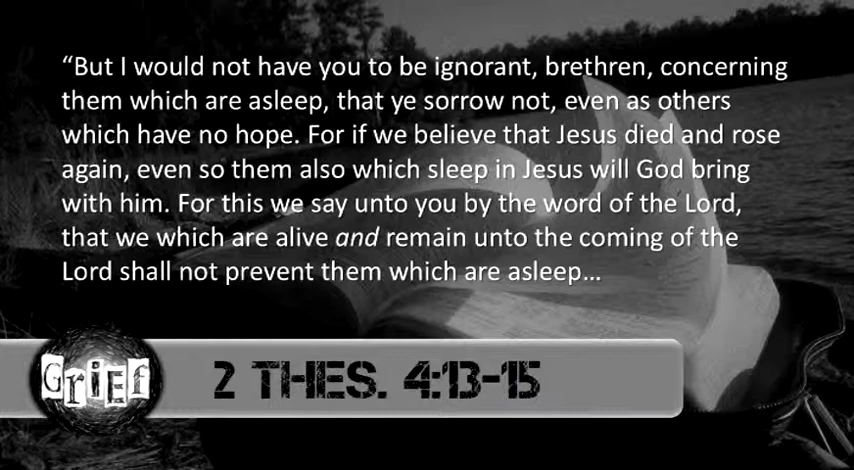 “But I would not have you to be ignorant, brethren, concerning
them which are asleep, that ye sorrow not, even as others
which have no hope. For if we believe that Jesus died and rose
again, even so them also which sleep in Jesus will God bring
with him. For this we say unto you by the word of the Lord,
that we which are alive and remain unto the coming of the
Lord shall not prevent them which are asleep…
GriEf
2 THES. 4:13-15